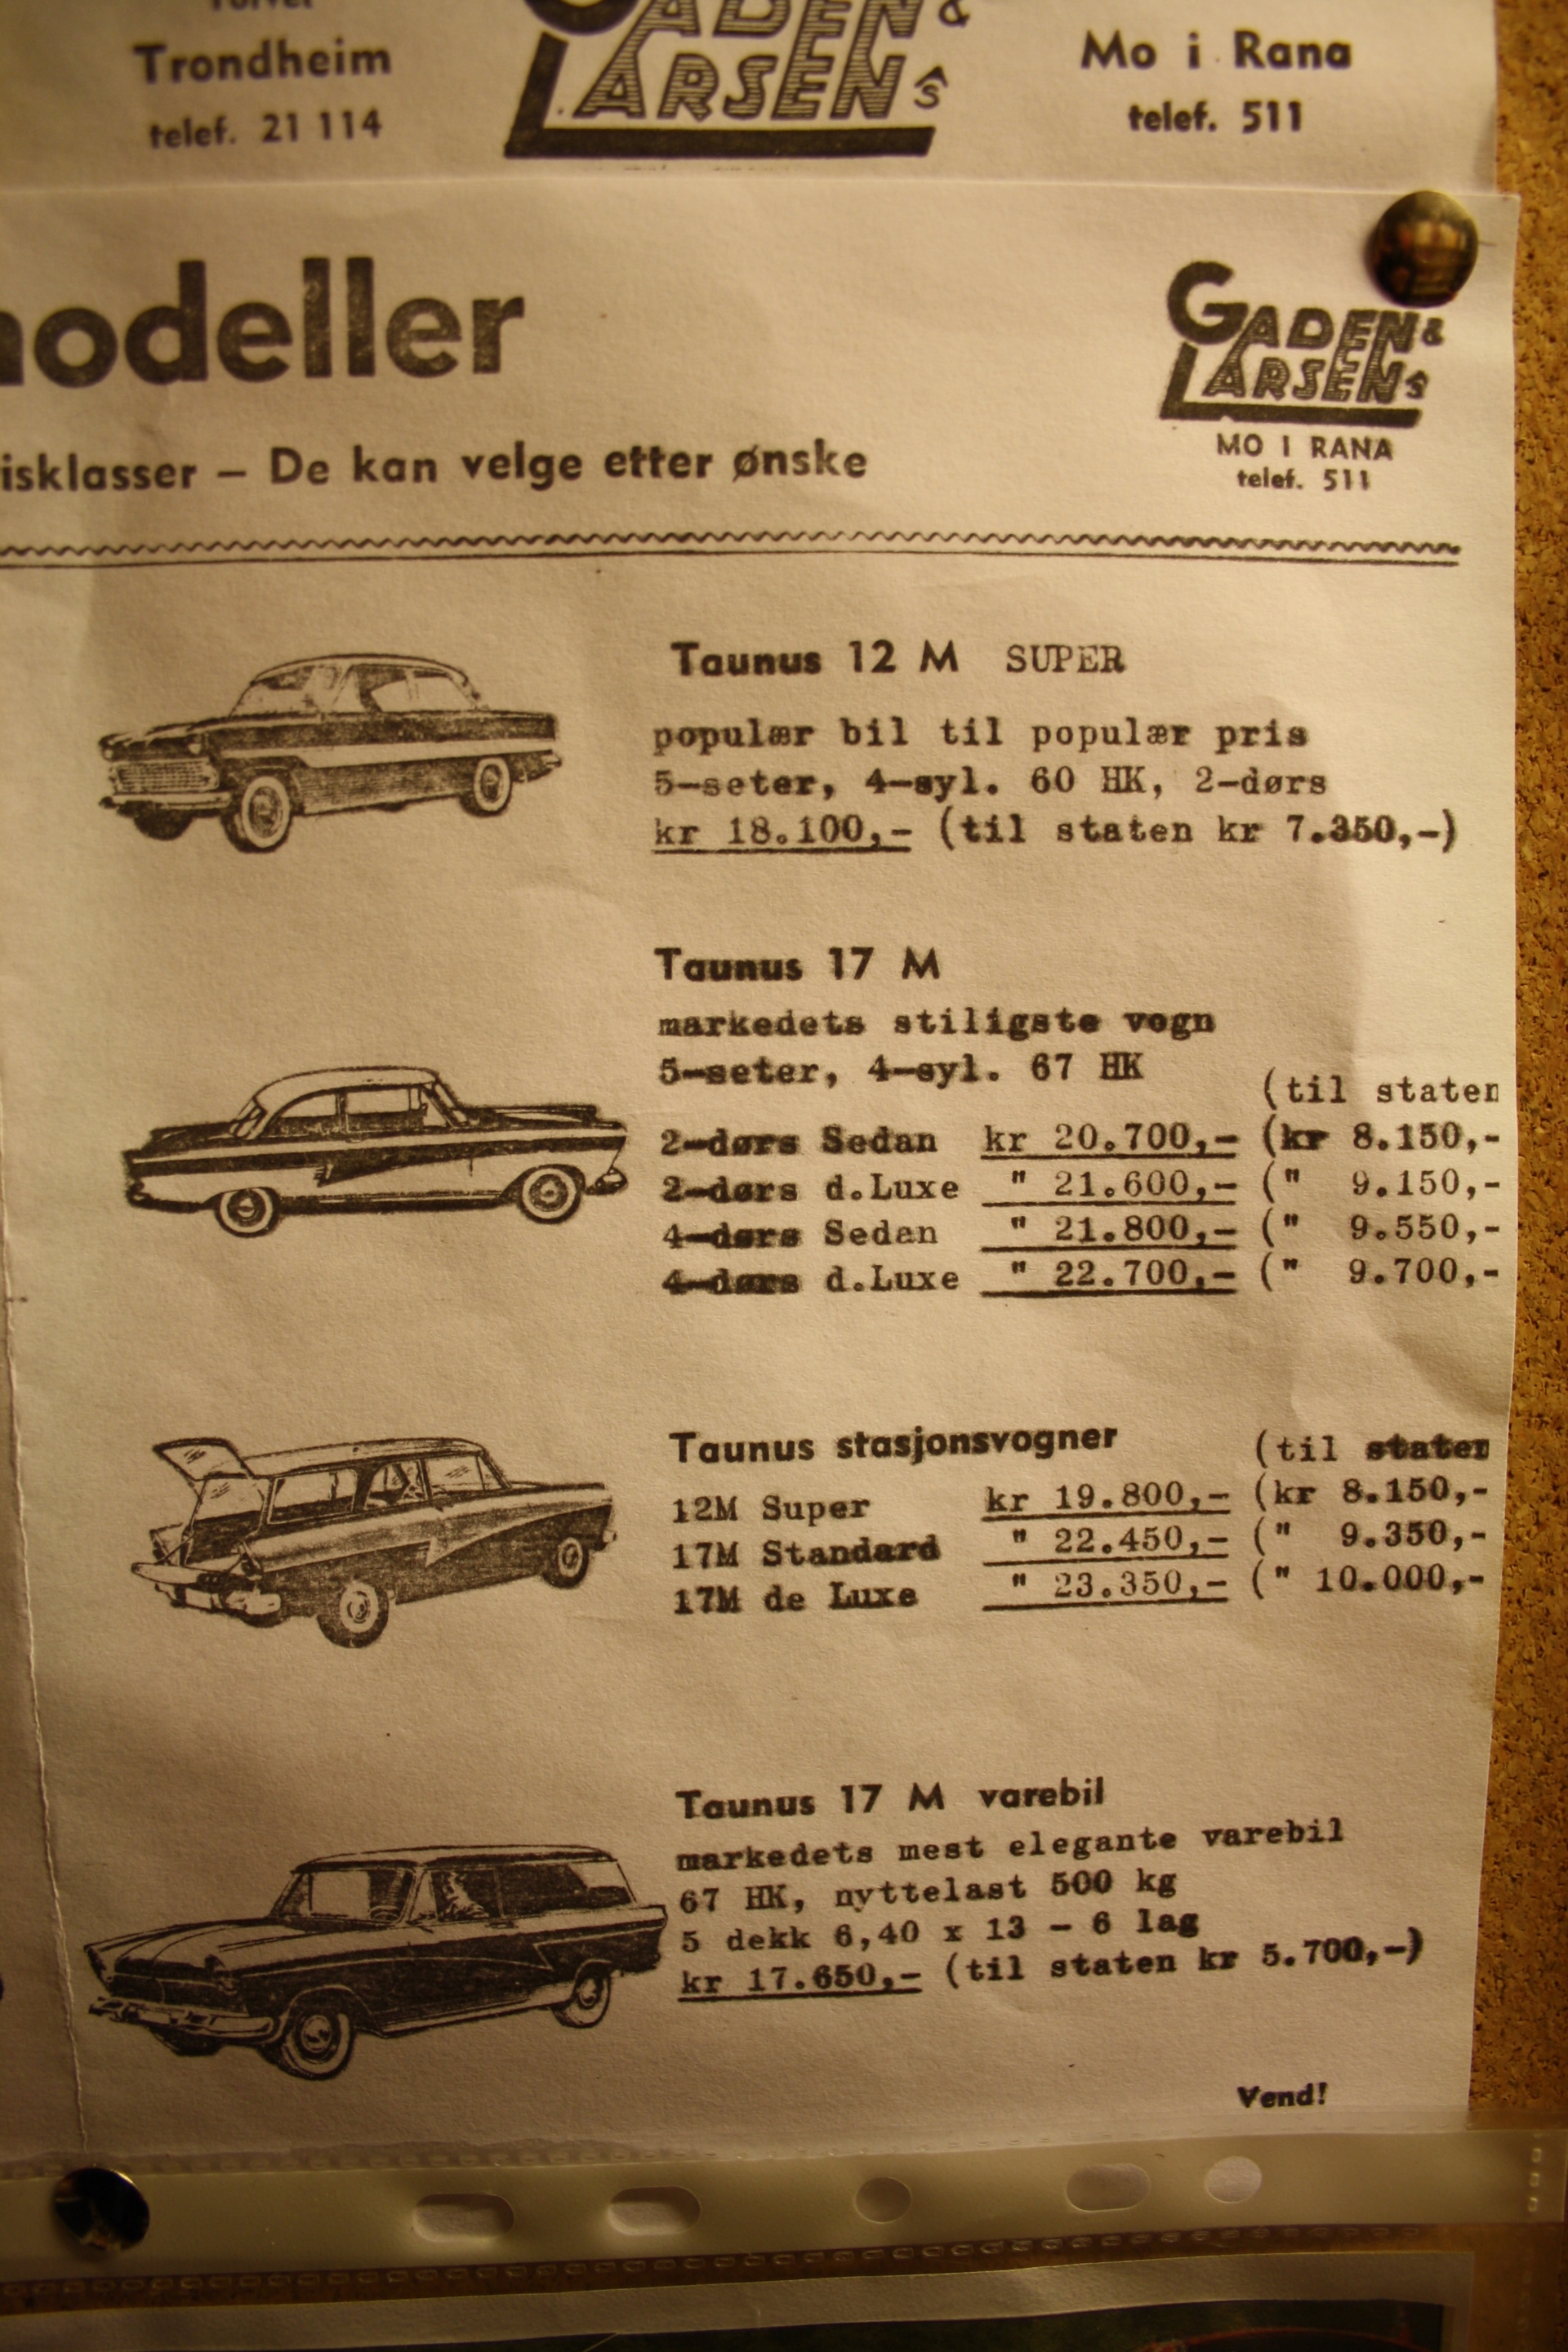 Trondheim
telef. 21 114
GADEN &
LARSEN A/S
Mo i Rana
telef. 511
modeller
GADEN &
LARSEN A/S
MO I RANA
telef. 511
isklasser – De kan velge etter ønske
Taunus 12 M SUPER
populær bil til populær pris
5-seter, 4-syl. 60 HK, 2-dørs
kr 18.100,- (til staten kr 7.350,-)
Taunus 17 M
markedets stiligste vogn
5-seter, 4-syl. 67 HK
(til staten
2-dørs Sedan kr 20.700,- (kr 8.150,-
2-dørs d.Luxe " 21.600,- (" 9.150,-
4-dørs Sedan " 21.800,- (" 9.550,-
4-dørs d.Luxe " 22.700,- (" 9.700,-
Taunus stasjonsvogner (til staten
12M Super kr 19.800,- (kr 8.150,-
17M Standard " 22.450,- (" 9.350,-
17M de Luxe " 23.350,- (" 10.000,-
Taunus 17 M varebil
markedets mest elegante varebil
67 HK, nyttelast 500 kg
5 dekk 6,40 x 13 - 6 lag
kr 17.650,- (til staten kr 5.700,-)
Vend!